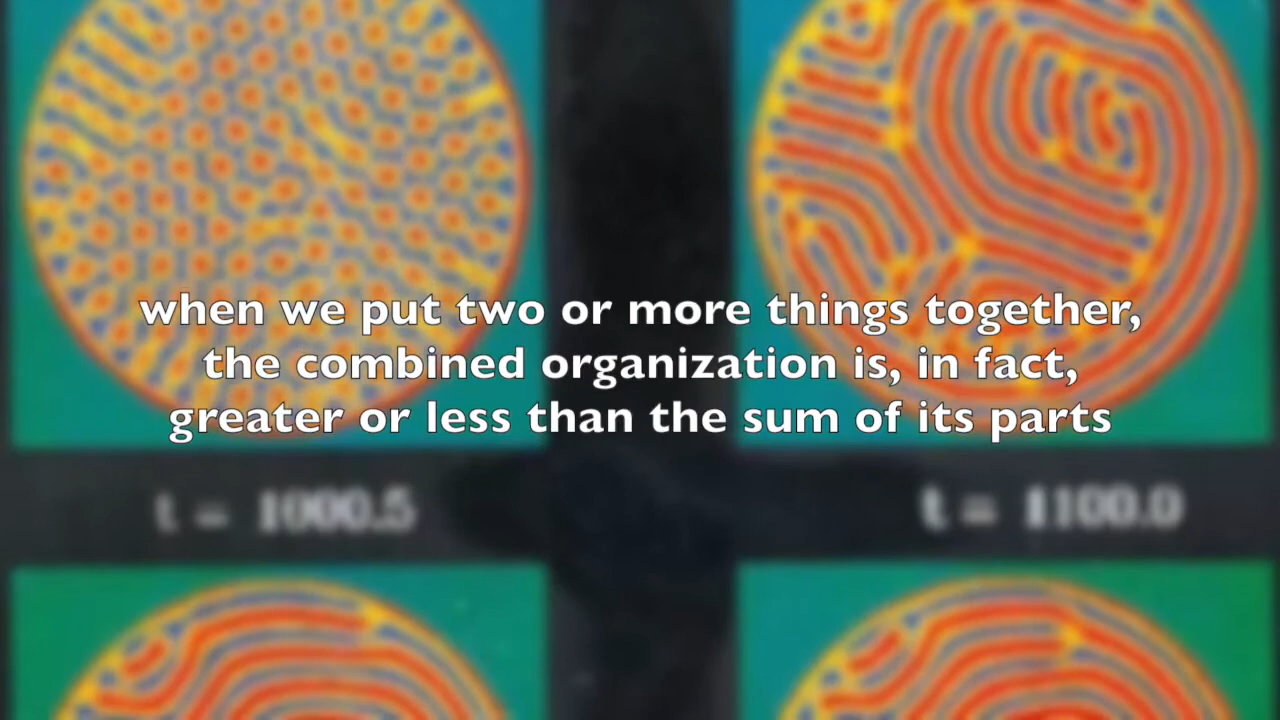 when we put two or more things together,
the combined organization is, in fact,
greater or less than the sum of its parts
t = 1000.5
t = 1100.0